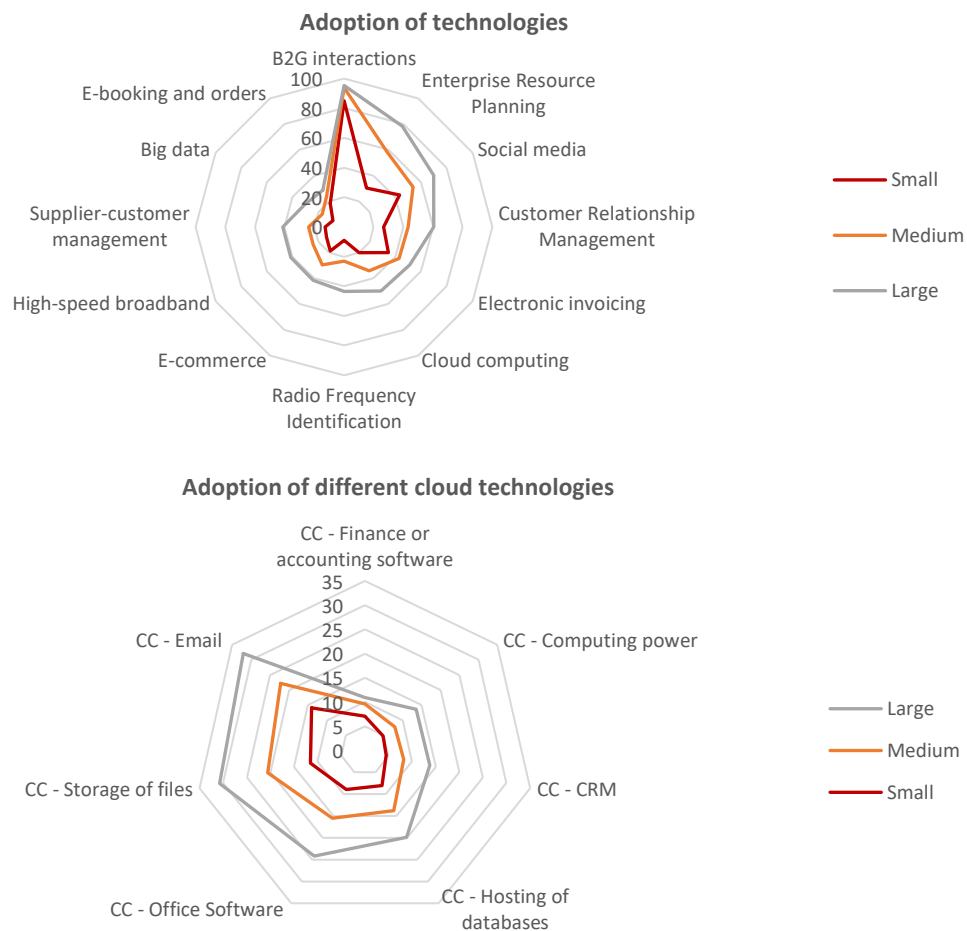 Adoption of technologies
B2G interactions
Enterprise Resource
Planning
Social media
Customer Relationship
Management
Electronic invoicing
Cloud computing
Radio Frequency
Identification
E-commerce
High-speed broadband
Supplier-customer
management
Big data
E-booking and orders
100
80
60
40
20
0
Small
Medium
Large
Adoption of different cloud technologies
CC - Finance or
accounting software
CC - Computing power
CC - CRM
CC - Hosting of
databases
CC - Office Software
CC - Storage of files
CC - Email
35
30
25
20
15
10
5
0
Large
Medium
Small